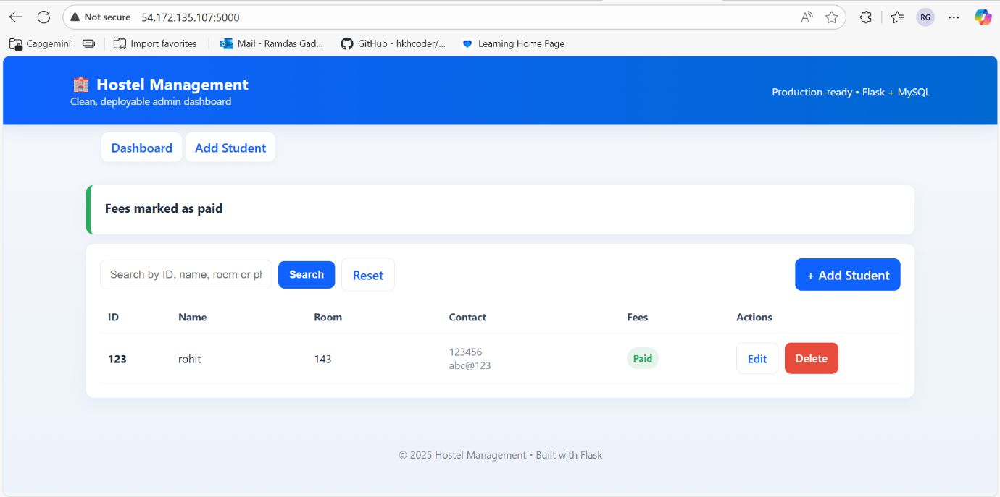 Not secure 54.172.135.107:5000
RG
Capgemini Import favorites Mail - Ramdas Gad... GitHub - hkhcoder/... Learning Home Page
Hostel Management
Clean, deployable admin dashboard
Production-ready • Flask + MySQL
Dashboard Add Student
Fees marked as paid
Search by ID, name, room or ph Search Reset + Add Student
ID Name Room Contact Fees Actions
123 rohit 143 123456 Paid Edit Delete
abc@123
© 2025 Hostel Management • Built with Flask